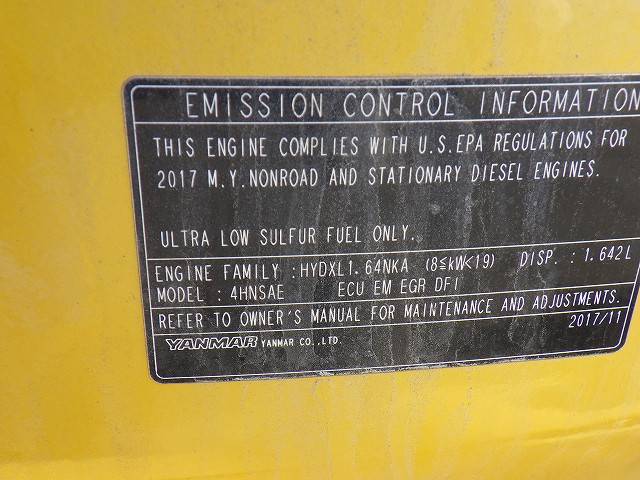 EMISSION CONTROL INFORMATION
THIS ENGINE COMPLIES WITH U.S.EPA REGULATIONS FOR
2017 M.Y.NONROAD AND STATIONARY DIESEL ENGINES.
ULTRA LOW SULFUR FUEL ONLY.
ENGINE FAMILY :HYDXL1.64NKA (8≦kW<19) DISP. : 1.642L
MODEL : 4HNSAE ECU EM EGR DFI
REFER TO OWNER'S MANUAL FOR MAINTENANCE AND ADJUSTMENTS.
2017/11
YANMAR YANMAR CO.,LTD.